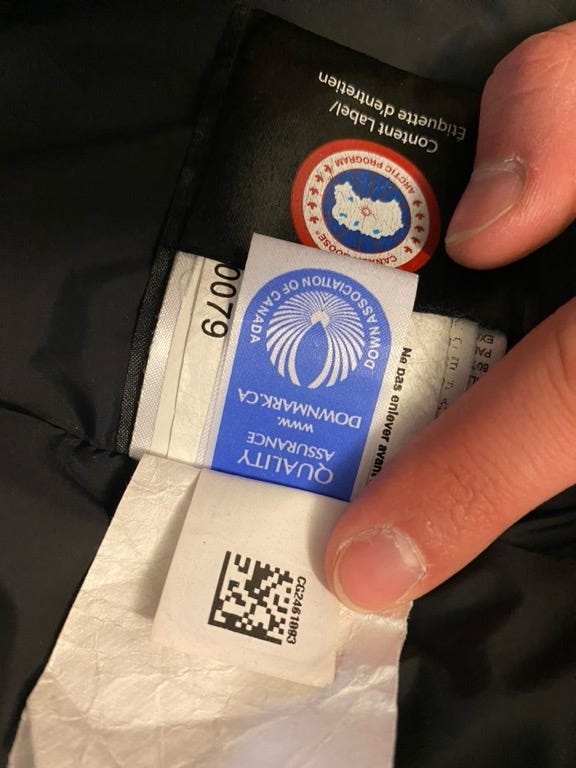 Content Label/
Étiquette d'entretien
ARCTIC PROGRAM
CANADA GOOSE®
0079
DOWN ASSOCIATION OF CANADA
www.
DOWNMARK.CA
QUALITY
ASSURANCE
Ne pas enlever avan
CG2461093